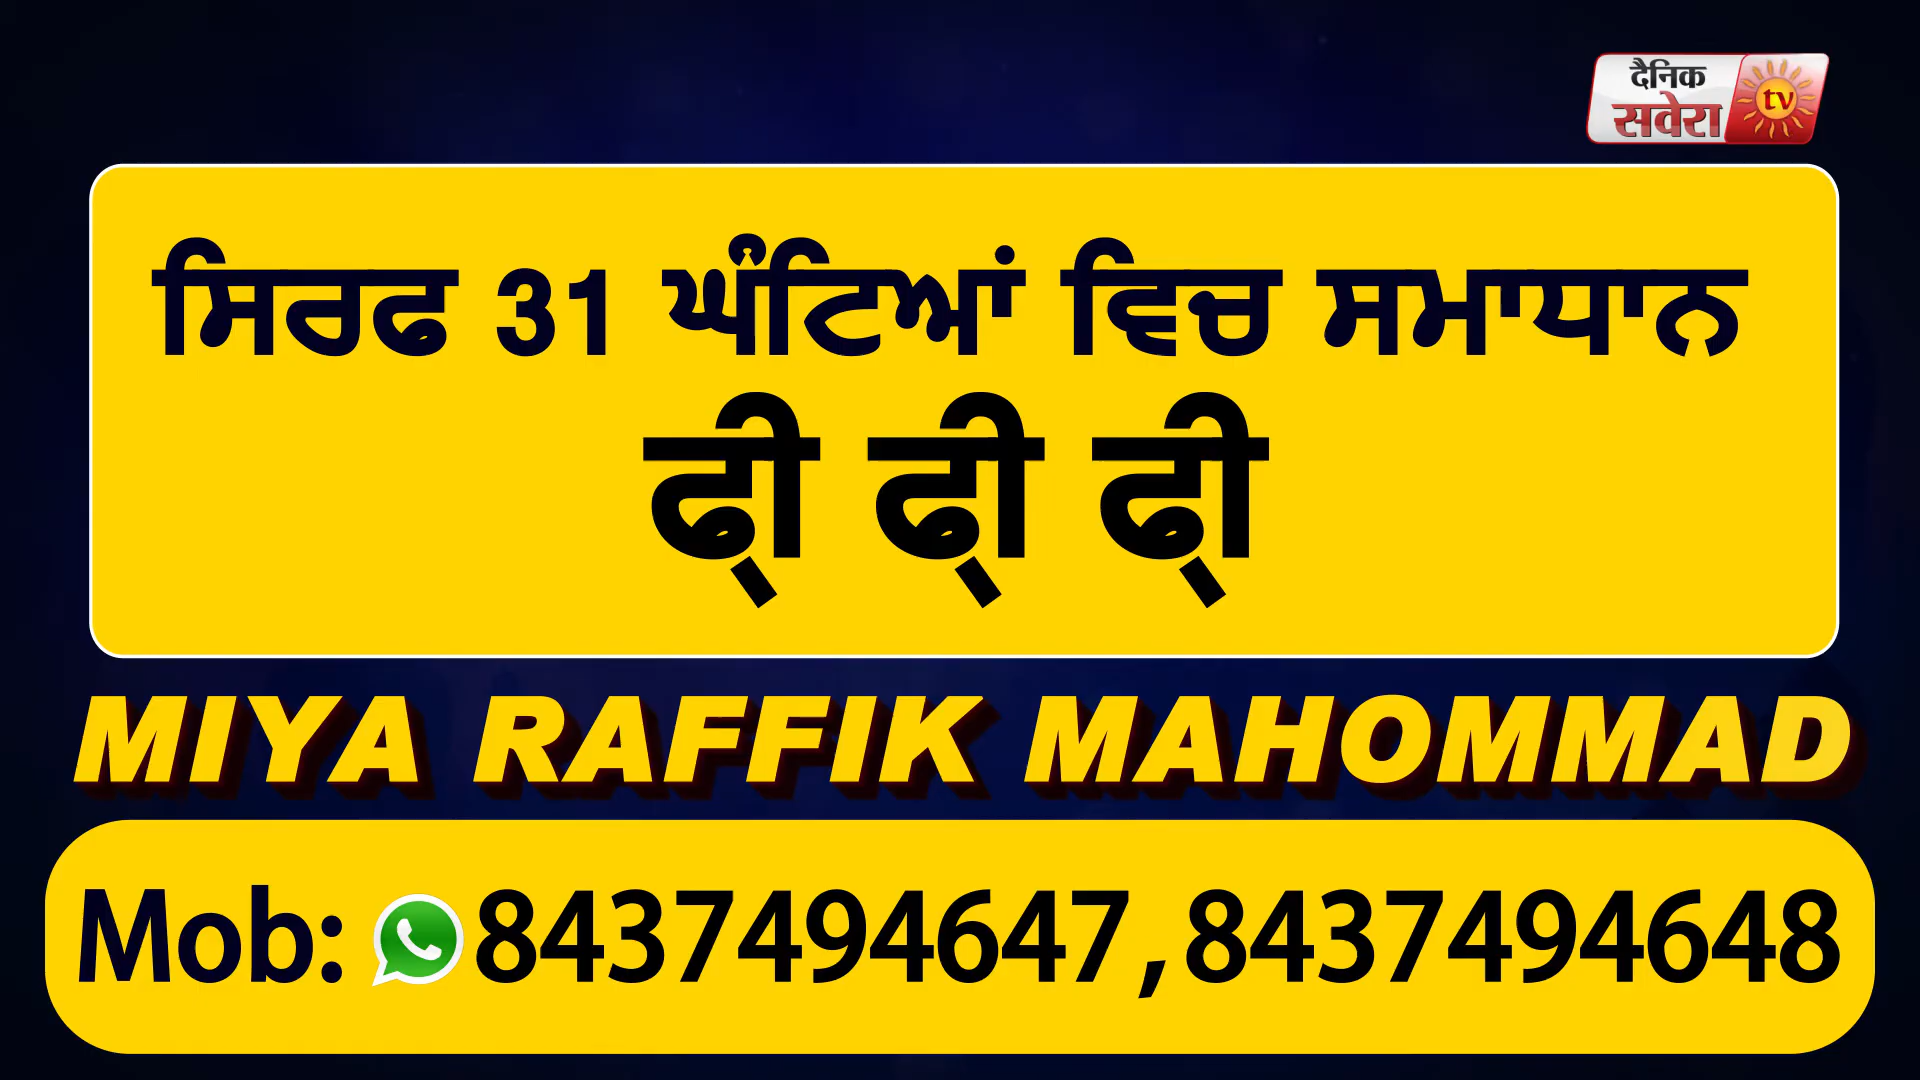 दैनिक
सवेरा
tv
ਸਿਰਫ 31 ਘੰਟਿਆਂ ਵਿਚ ਸਮਾਧਾਨ
ਫ੍ਰੀ ਫ੍ਰੀ ਫ੍ਰੀ
MIYA RAFFIK MAHOMMAD
Mob: 8437494647, 8437494648